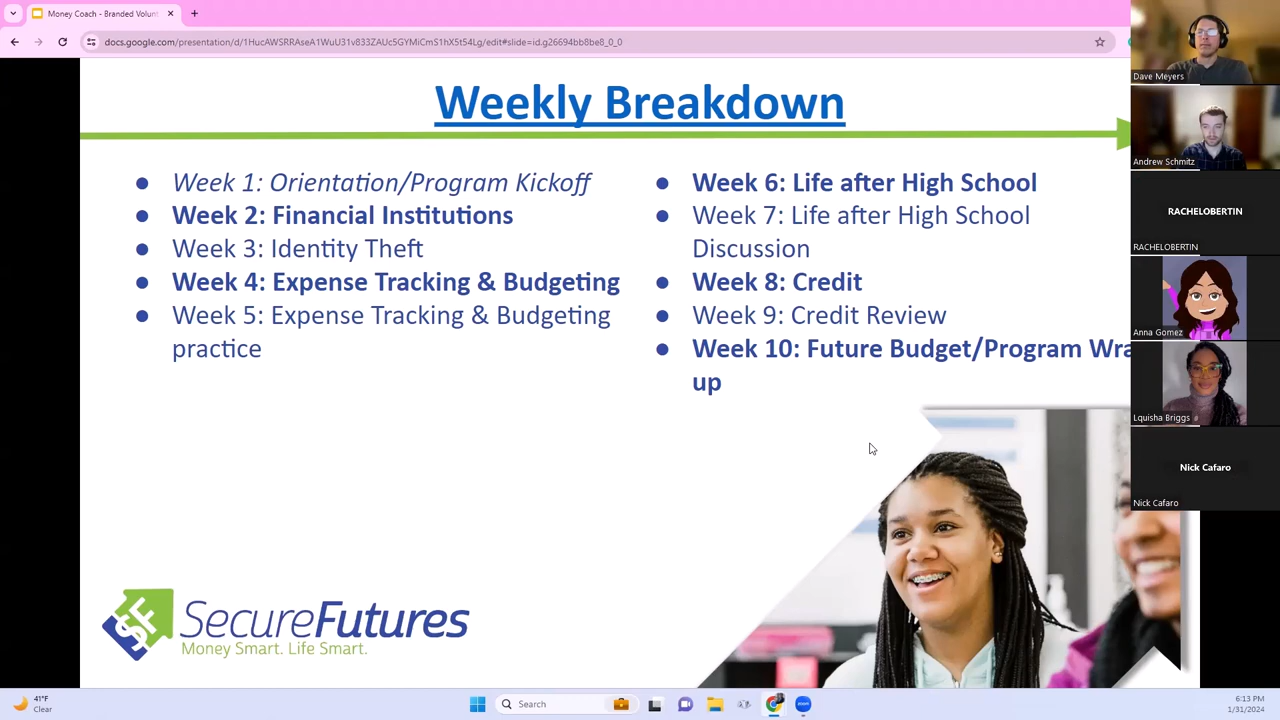 Money Coach - Branded Volun
docs.google.com/presentation/d/1HucAWSRRAseA1WuU31v833ZAUc5GYMiCmS1hX5t54Lg/edit#slide=id.g26694bb8be8_0_0
Weekly Breakdown
Week 1: Orientation/Program Kickoff
Week 2: Financial Institutions
Week 3: Identity Theft
Week 4: Expense Tracking & Budgeting
Week 5: Expense Tracking & Budgeting
practice
Week 6: Life after High School
Week 7: Life after High School
Discussion
Week 8: Credit
Week 9: Credit Review
Week 10: Future Budget/Program Wra
up
SF
SecureFutures
Money Smart. Life Smart.
Dave Meyers
Andrew Schmitz
RACHELOBERTIN
RACHELOBERTIN
Anna Gomez
Lquisha Briggs
Nick Cafaro
Nick Cafaro
41°F
Clear
Search
6:13 PM
1/31/2024